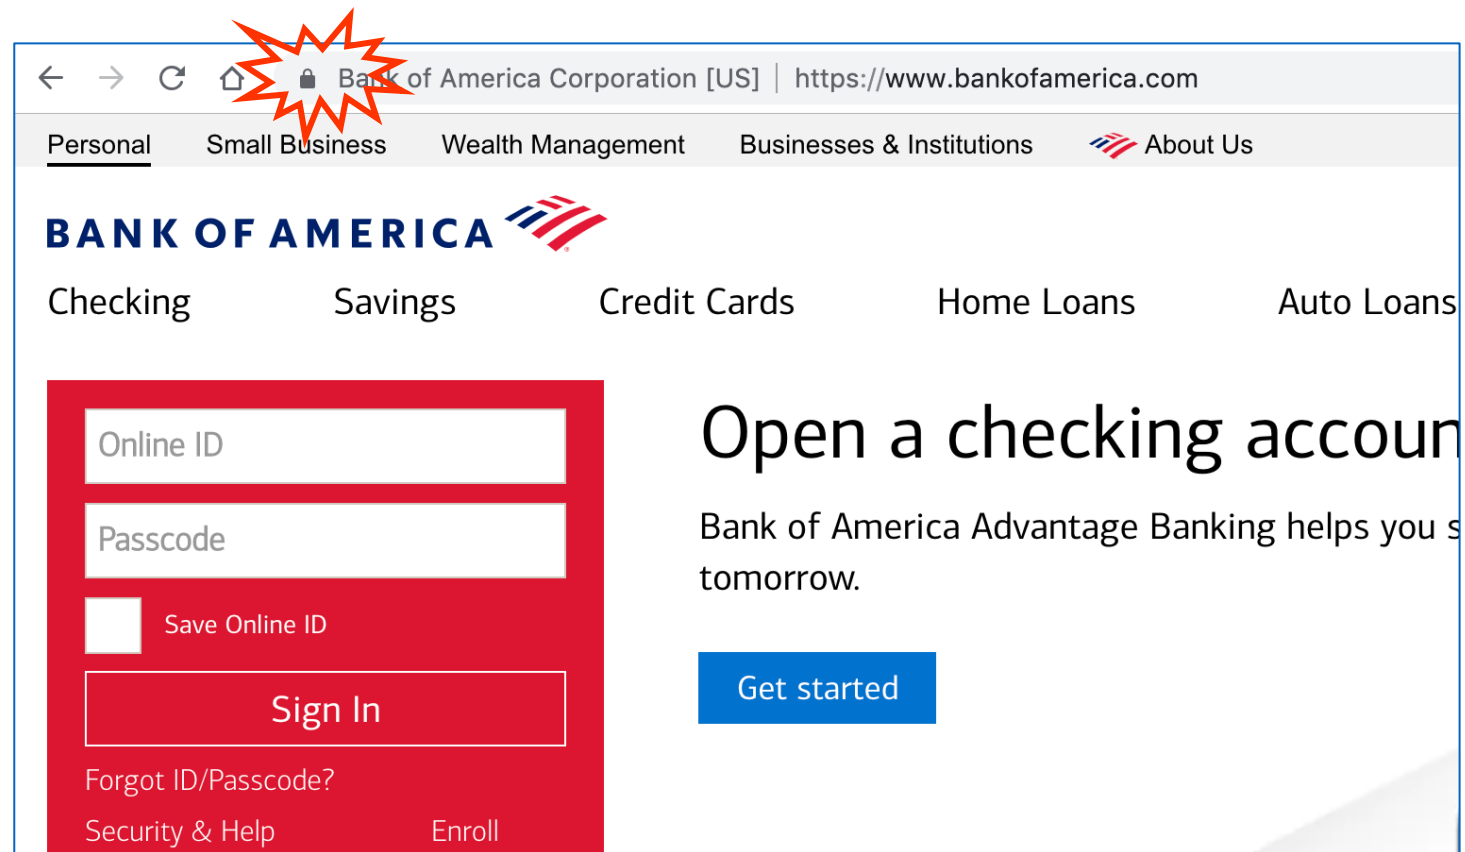 Bank of America Corporation [US] | https://www.bankofamerica.com
Personal Small Business Wealth Management Businesses & Institutions About Us
BANK OF AMERICA
Checking Savings Credit Cards Home Loans Auto Loans
Online ID
Passcode
Save Online ID
Sign In
Forgot ID/Passcode?
Security & Help Enroll
Open a checking accoun
Bank of America Advantage Banking helps you s
tomorrow.
Get started